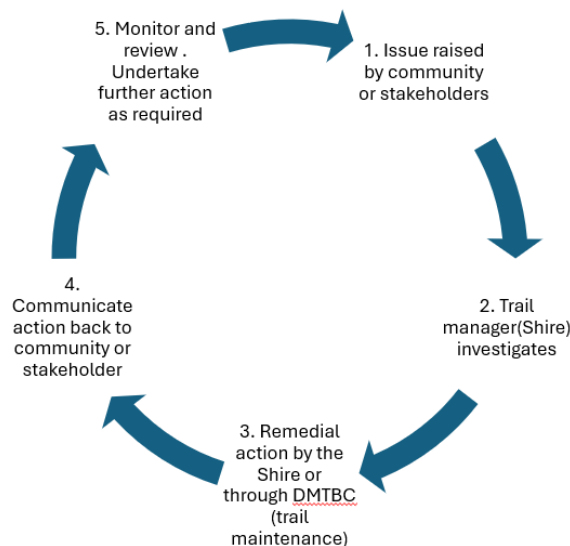 1. Issue raised
by community
or stakeholders
2. Trail
manager(Shire)
investigates
3. Remedial
action by the
Shire or
through DMTBC
(trail
maintenance)
4.
Communicate
action back to
community or
stakeholder
5. Monitor and
review .
Undertake
further action
as required